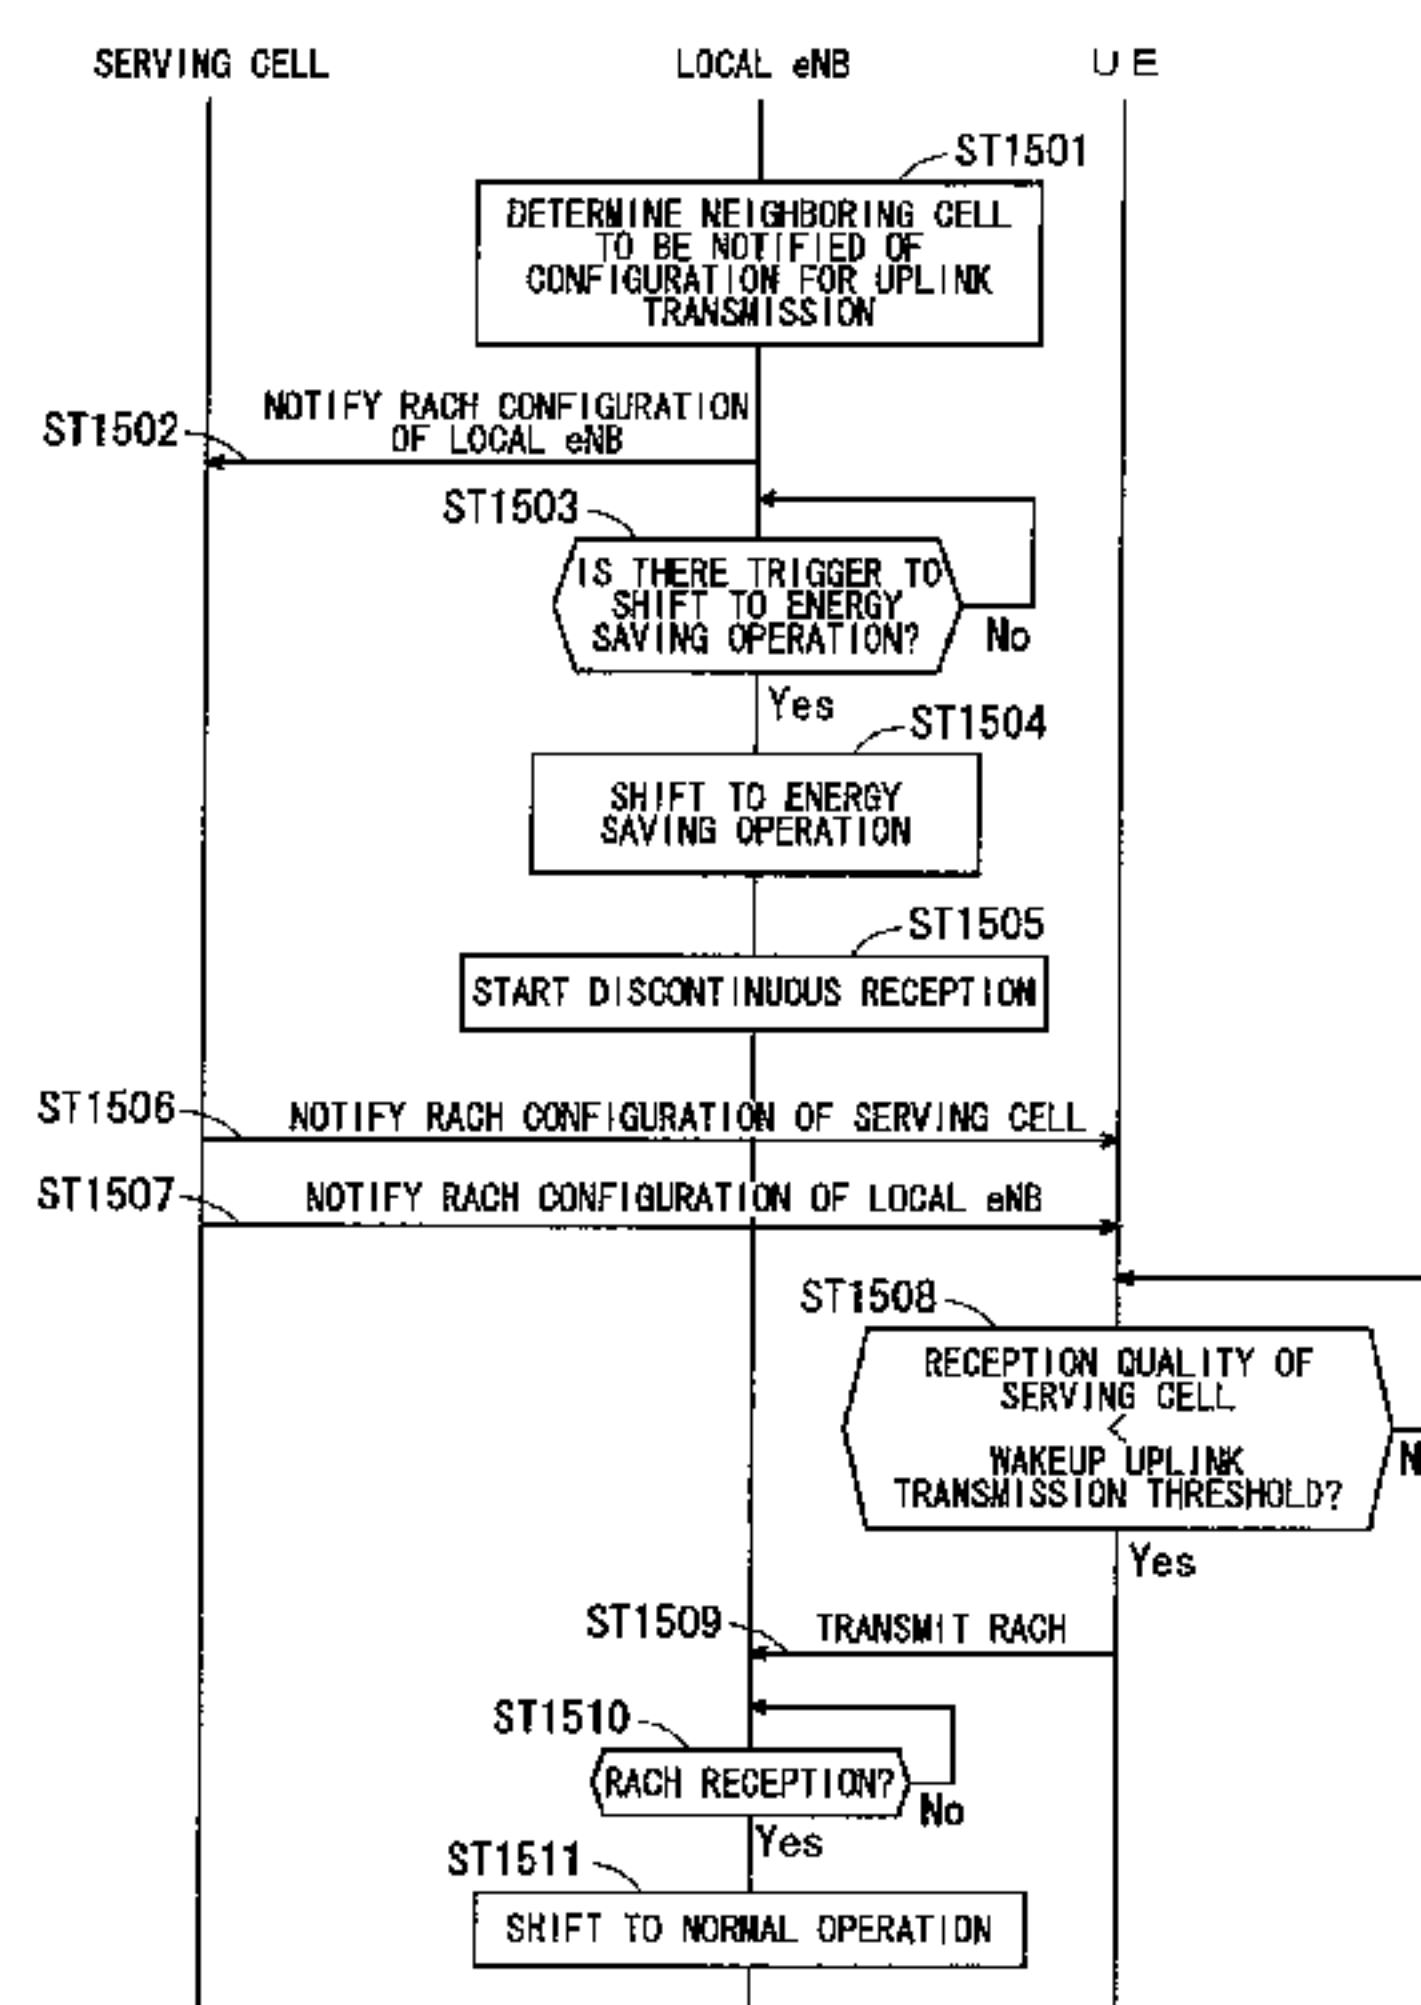 SERVING CELL
LOCAL eNB
UE
ST1501
DETERMINE NEIGHBORING CELL
TO BE NOTIFIED OF
CONFIGURATION FOR UPLINK
TRANSMISSION
NOTIFY RACH CONFIGURATION
OF LOCAL eNB
ST1502
ST1503
IS THERE TRIGGER TO
SHIFT TO ENERGY
SAVING OPERATION?
No
Yes
ST1504
SHIFT TO ENERGY
SAVING OPERATION
ST1505
START DISCONTINUOUS RECEPTION
ST1506
NOTIFY RACH CONFIGURATION OF SERVING CELL
ST1507
NOTIFY RACH CONFIGURATION OF LOCAL eNB
ST1508
RECEPTION QUALITY OF
SERVING CELL
<
WAKEUP UPLINK
TRANSMISSION THRESHOLD?
N
Yes
ST1509
TRANSMIT RACH
ST1510
RACH RECEPTION?
No
Yes
ST1511
SHIFT TO NORMAL OPERATION